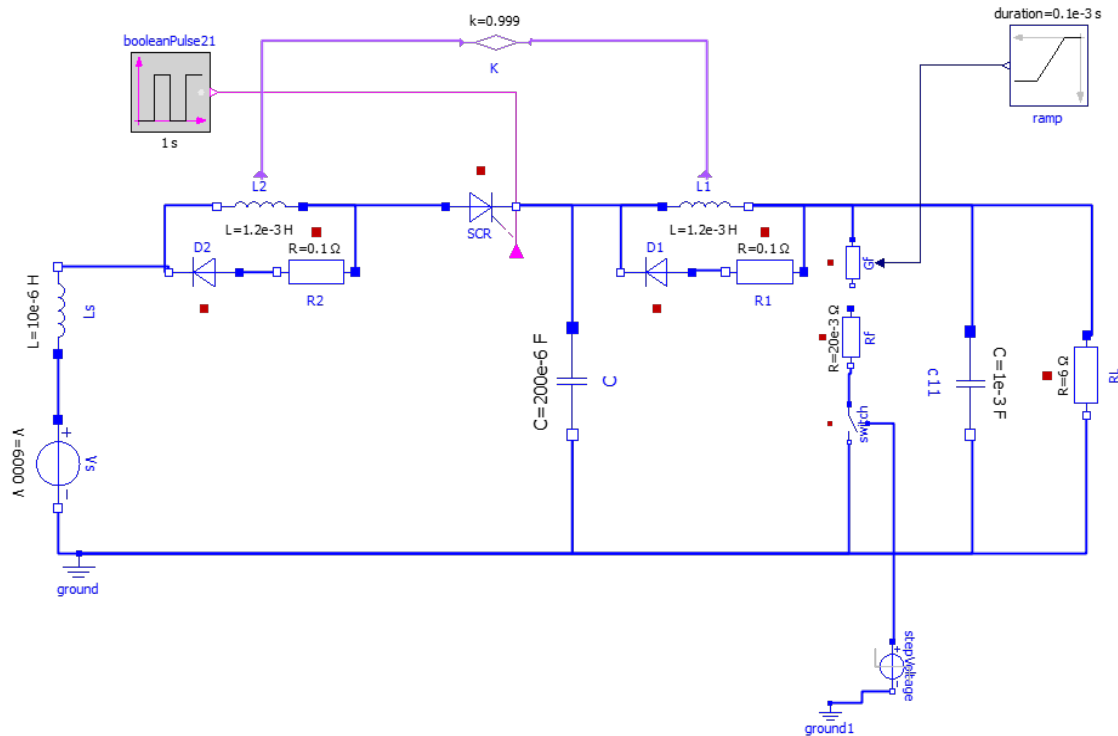 k=0.999
K
booleanPulse21
1 s
duration=0.1e-3 s
ramp
L2
L=1.2e-3 H
D2
R=0.1 Ω
R2
SCR
L1
L=1.2e-3 H
D1
R=0.1 Ω
R1
Gf
L=10e-6 H
Ls
R=20e-3 Ω
Rf
C=200e-6 F
C
switch
C=1e-3 F
C11
R=6 Ω
RL
V=6000 V
Vs
+
-
ground
stepVoltage
+
-
ground1